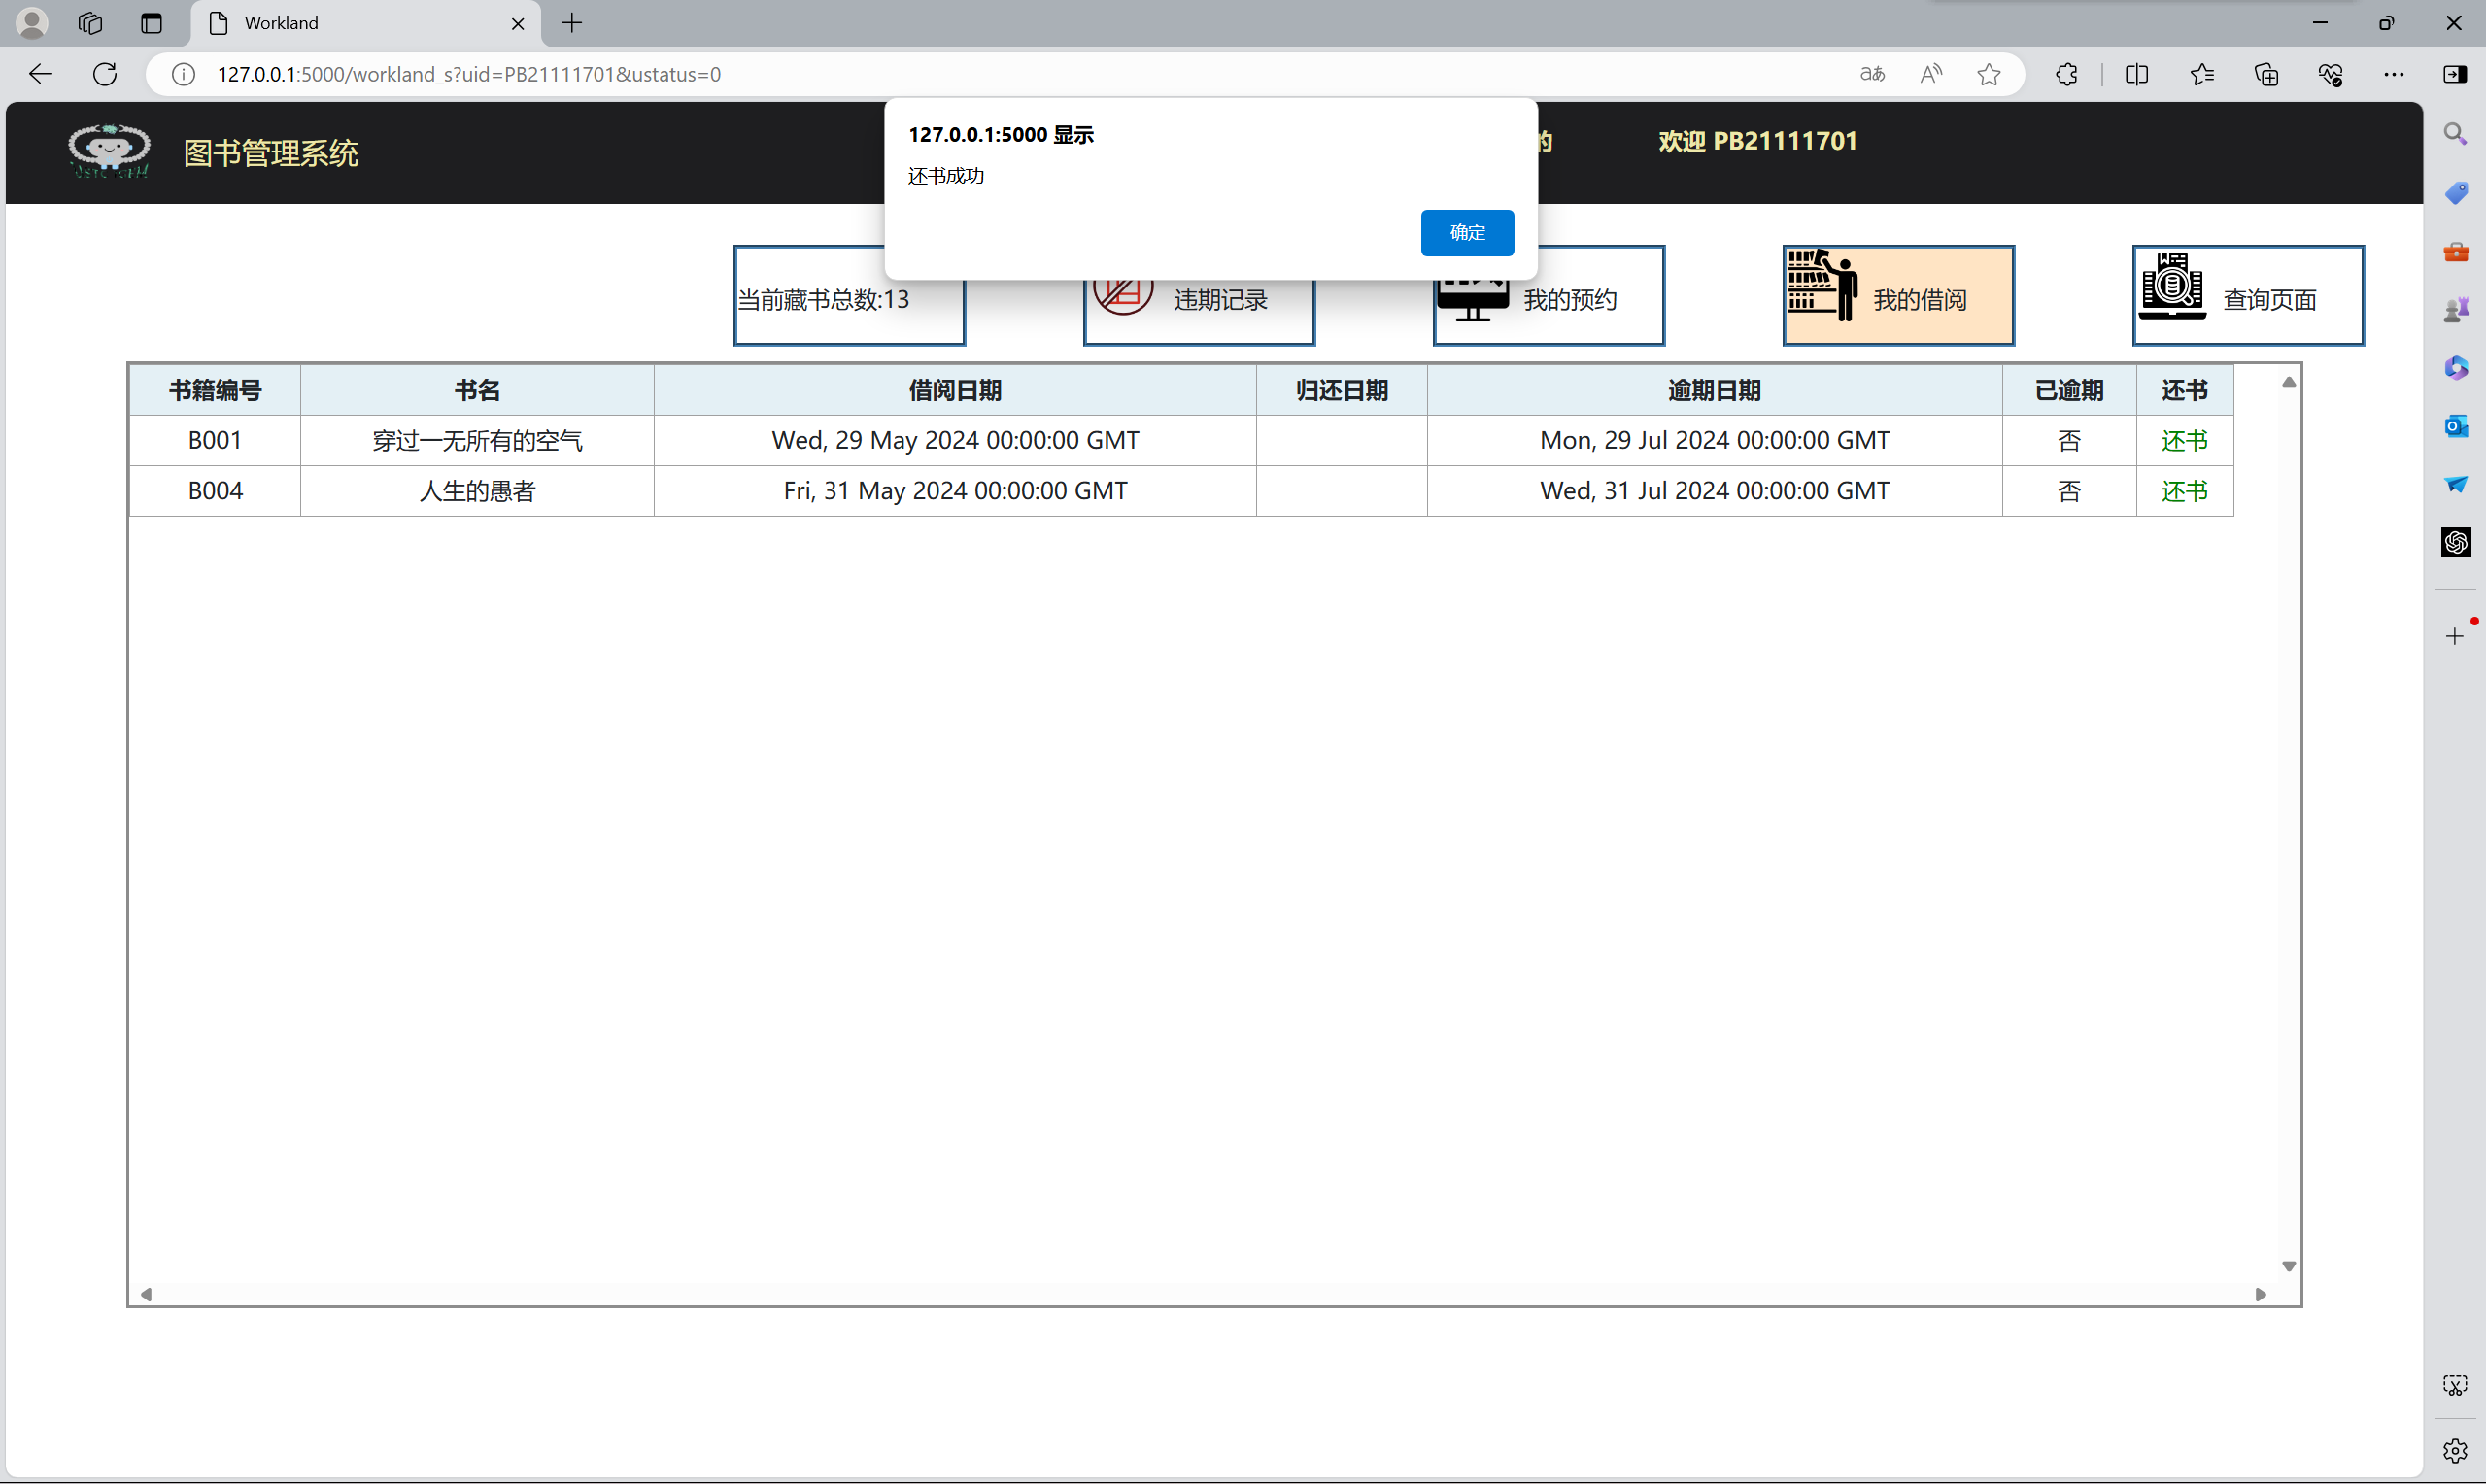 Workland
127.0.0.1:5000/workland_s?uid=PB21111701&ustatus=0
127.0.0.1:5000 显示
还书成功
确定
图书管理系统
的
欢迎 PB21111701
当前藏书总数:13
违期记录
我的预约
我的借阅
查询页面
书籍编号 书名 借阅日期 归还日期 逾期日期 已逾期 还书
B001 穿过一无所有的空气 Wed, 29 May 2024 00:00:00 GMT Mon, 29 Jul 2024 00:00:00 GMT 否 还书
B004 人生的愚者 Fri, 31 May 2024 00:00:00 GMT Wed, 31 Jul 2024 00:00:00 GMT 否 还书